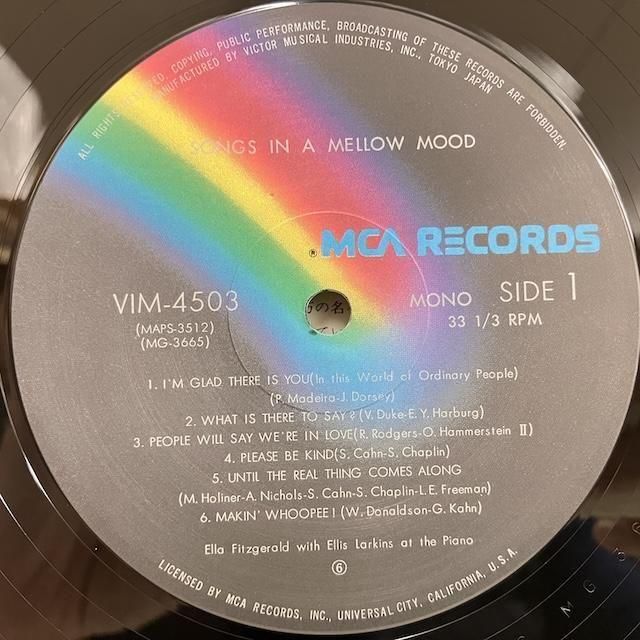 ALL RIGHTS RESERVED. COPYING, PUBLIC PERFORMANCE, BROADCASTING OF THESE RECORDS ARE FORBIDDEN.
MANUFACTURED BY VICTOR MUSICAL INDUSTRIES, INC., TOKYO JAPAN
SONGS IN A MELLOW MOOD
® MCA RECORDS
VIM-4503
(MAPS-3512)
(MG-3665)
MONO SIDE 1
33 1/3 RPM
の名
1. I'M GLAD THERE IS YOU(In this World of Ordinary People)
(P. Madeira-J. Dorsey)
2. WHAT IS THERE TO SAY? (V. Duke-E. Y. Harburg)
3. PEOPLE WILL SAY WE'RE IN LOVE(R. Rodgers-O. Hammerstein II)
4. PLEASE BE KIND(S. Cahn-S. Chaplin)
5. UNTIL THE REAL THING COMES ALONG
(M. Holiner-A. Nichols-S. Cahn-S. Chaplin-L.E. Freeman)
6. MAKIN' WHOOPEE! (W. Donaldson-G. Kahn)
Ella Fitzgerald with Ellis Larkins at the Piano
⑥
LICENSED BY MCA RECORDS, INC., UNIVERSAL CITY, CALIFORNIA, U.S.A.